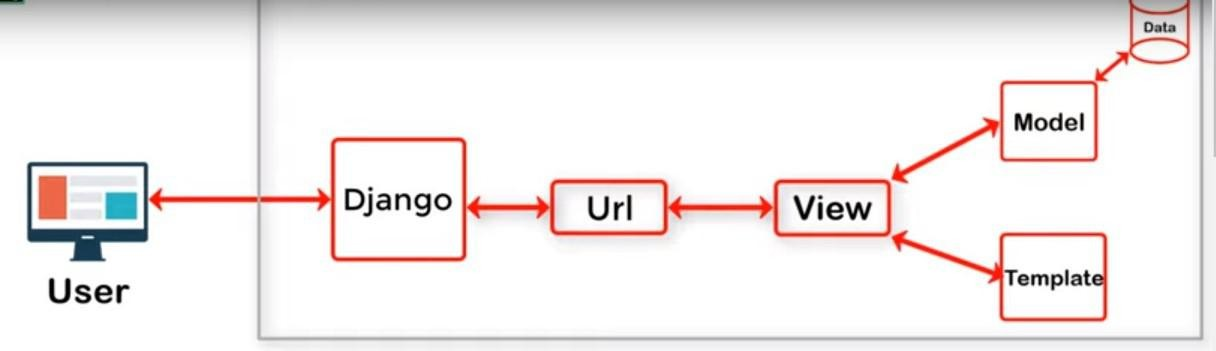 Data
Model
Django
Url
View
Template
User